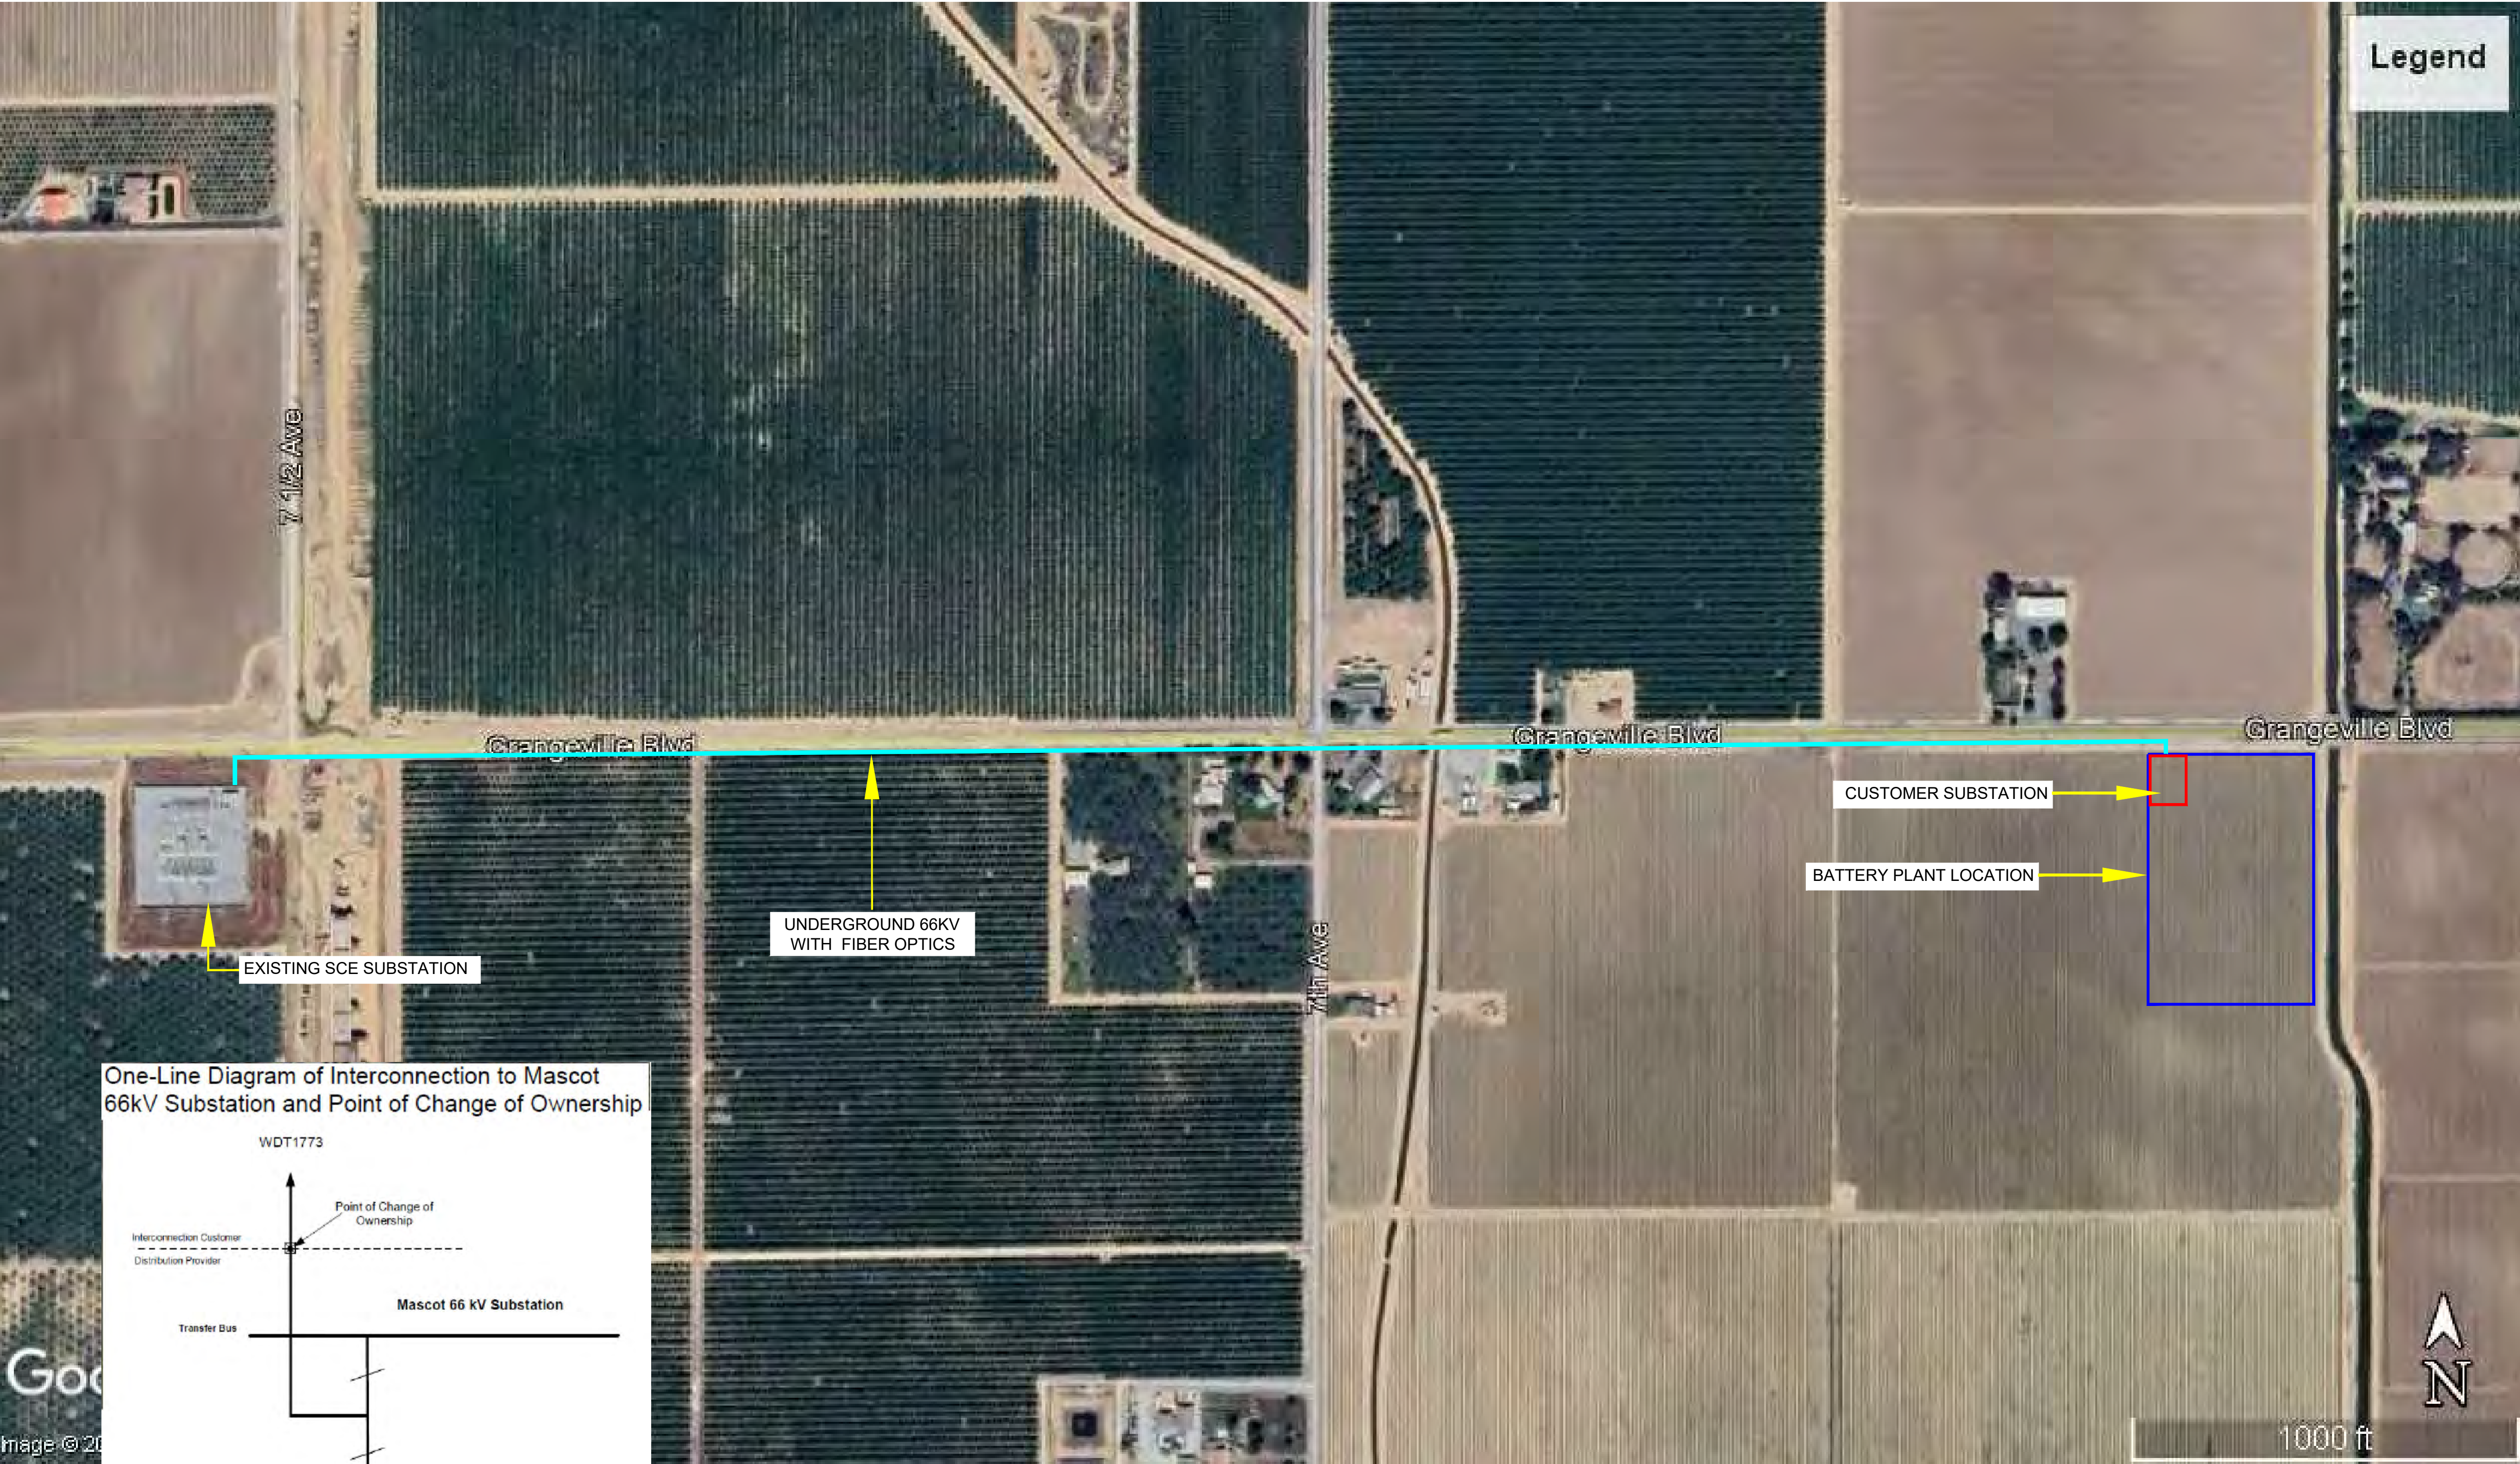 Legend
7 1/2 Ave
Grangeville Blvd
Grangeville Blvd
Grangeville Blvd
CUSTOMER SUBSTATION
BATTERY PLANT LOCATION
UNDERGROUND 66KV
WITH FIBER OPTICS
7th Ave
EXISTING SCE SUBSTATION
One-Line Diagram of Interconnection to Mascot
66kV Substation and Point of Change of Ownership
WDT1773
Point of Change of
Ownership
Interconnection Customer
Distribution Provider
Mascot 66 kV Substation
Transfer Bus
N
1000 ft
Image © 20